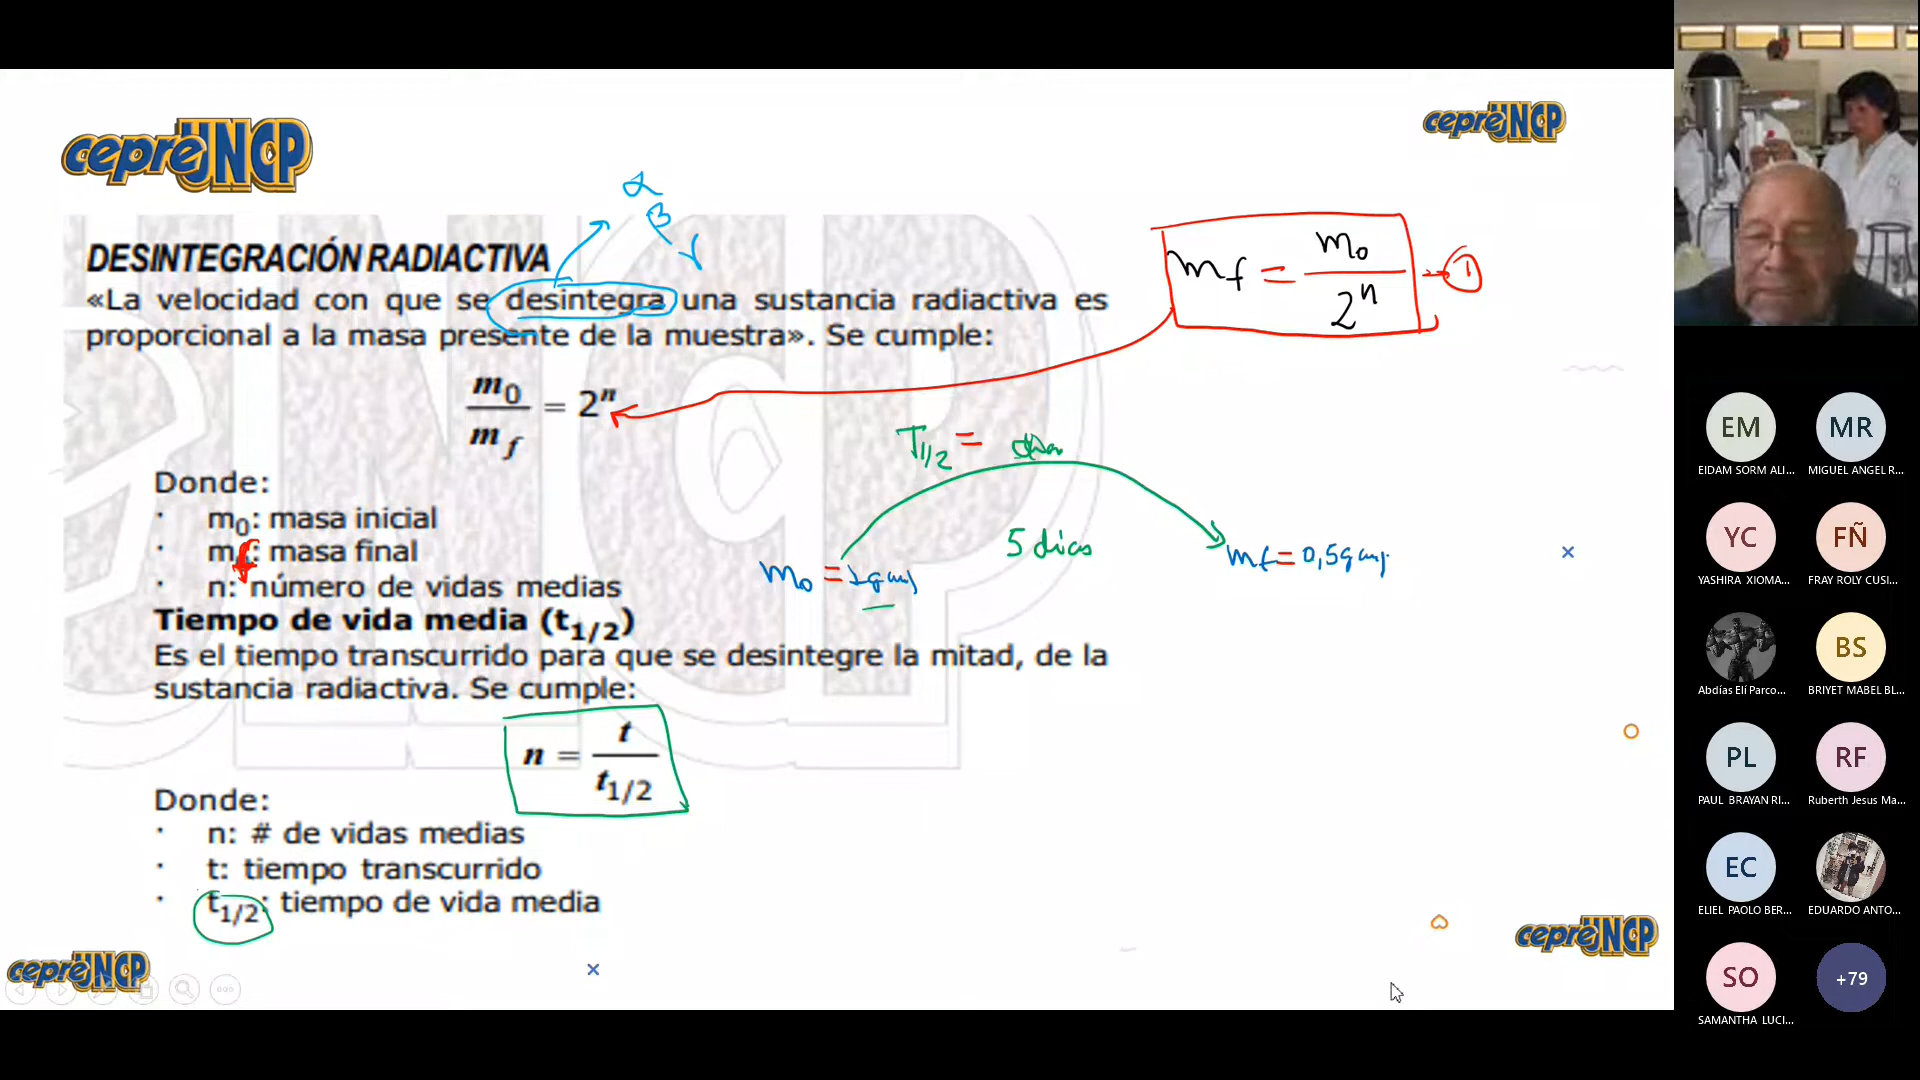 cepreUNCP
cepreUNCP
DESINTEGRACIÓN RADIACTIVA
«La velocidad con que se desintegra una sustancia radiactiva es
proporcional a la masa presente de la muestra». Se cumple:
m0 / mf = 2^n
α
β
γ
mf = m0 / 2^n
1
Donde:
· m0: masa inicial
· mf: masa final
· n: número de vidas medias
T1/2 =
5 dias
m0 = 1gam
mf = 0,5gam
Tiempo de vida media (t1/2)
Es el tiempo transcurrido para que se desintegre la mitad, de la
sustancia radiactiva. Se cumple:
n = t / t1/2
Donde:
· n: # de vidas medias
· t: tiempo transcurrido
· t1/2: tiempo de vida media
cepreUNCP
cepreUNCP
EM
EIDAM SORM ALI...
MR
MIGUEL ANGEL R...
YC
YASHIRA XIOMA...
FÑ
FRAY ROLY CUSI...
Abdías Elí Parco...
BS
BRIYET MABEL BL...
PL
PAUL BRAYAN RI...
RF
Ruberth Jesus Ma...
EC
ELIEL PAOLO BER...
EDUARDO ANTO...
SO
SAMANTHA LUCI...
+79